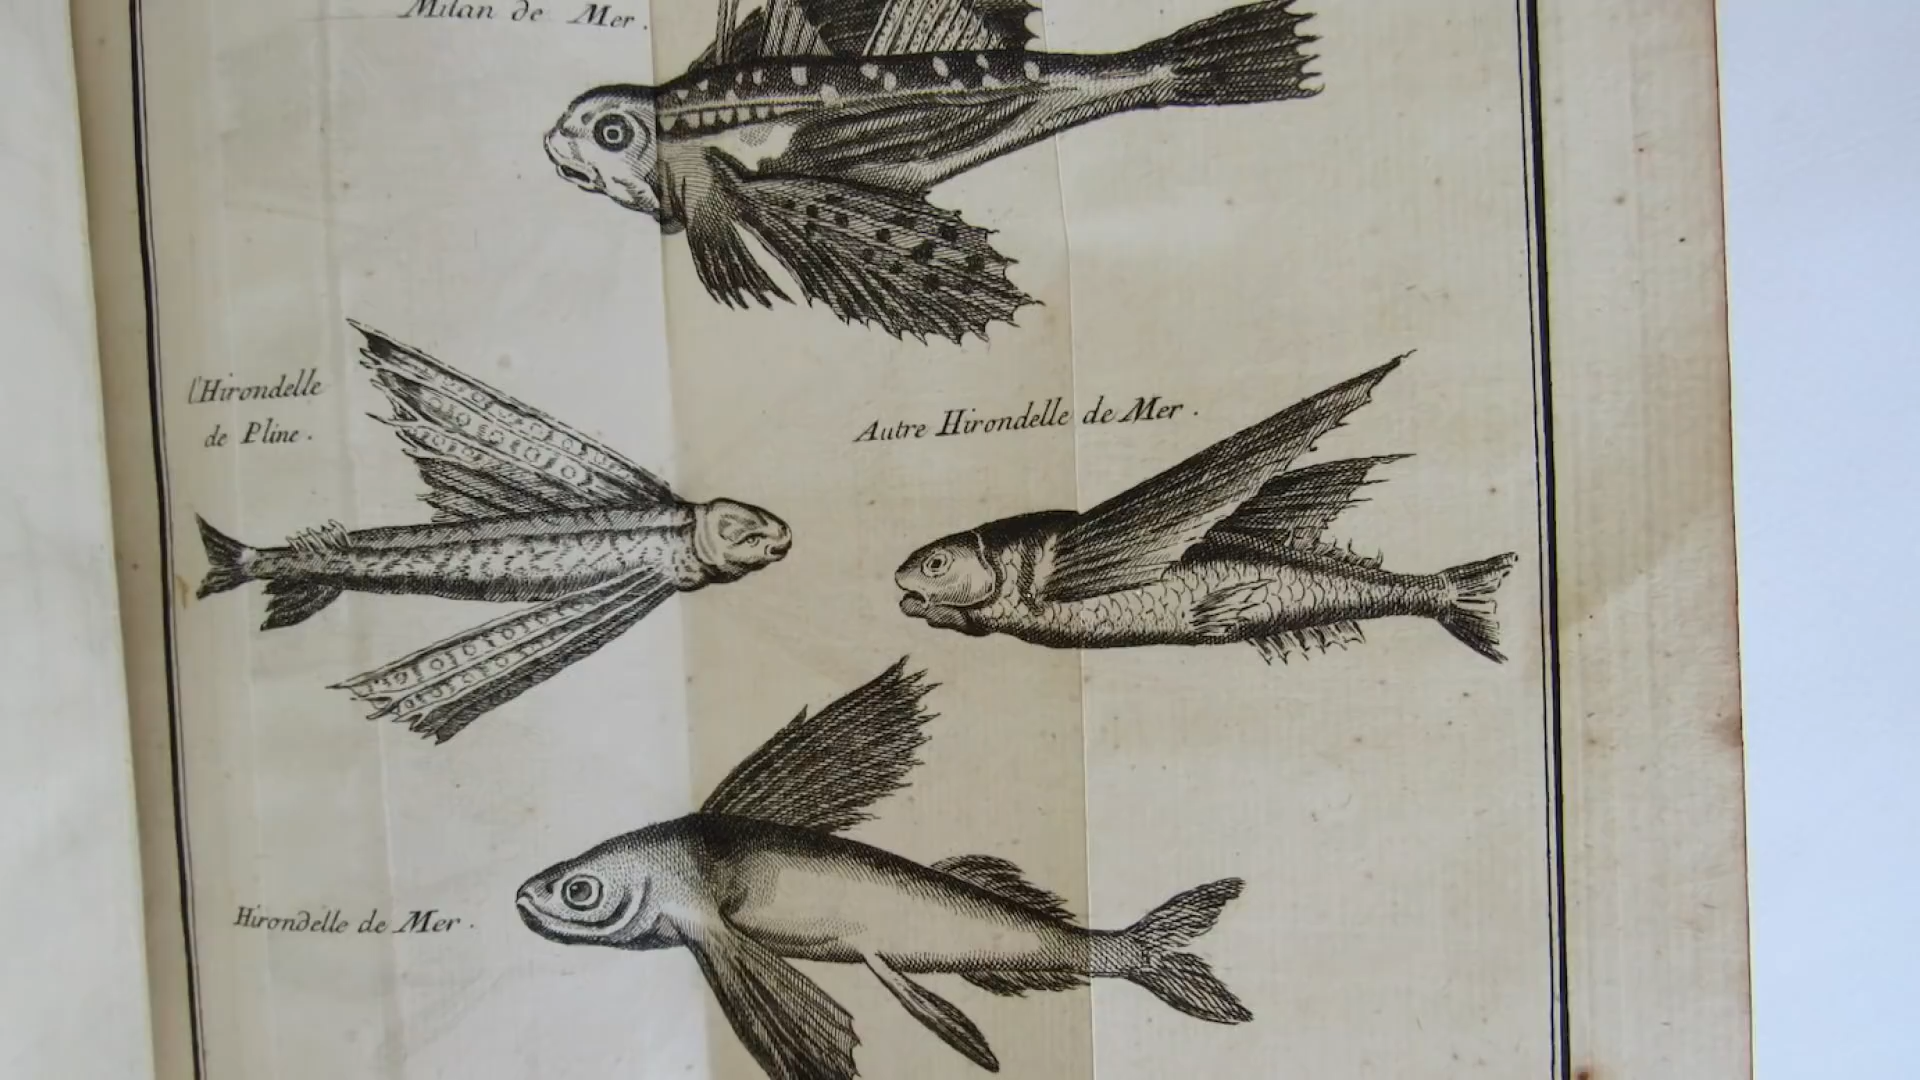 Milan de Mer.
l'Hirondelle
de Pline.
Autre Hirondelle de Mer.
Hirondelle de Mer.